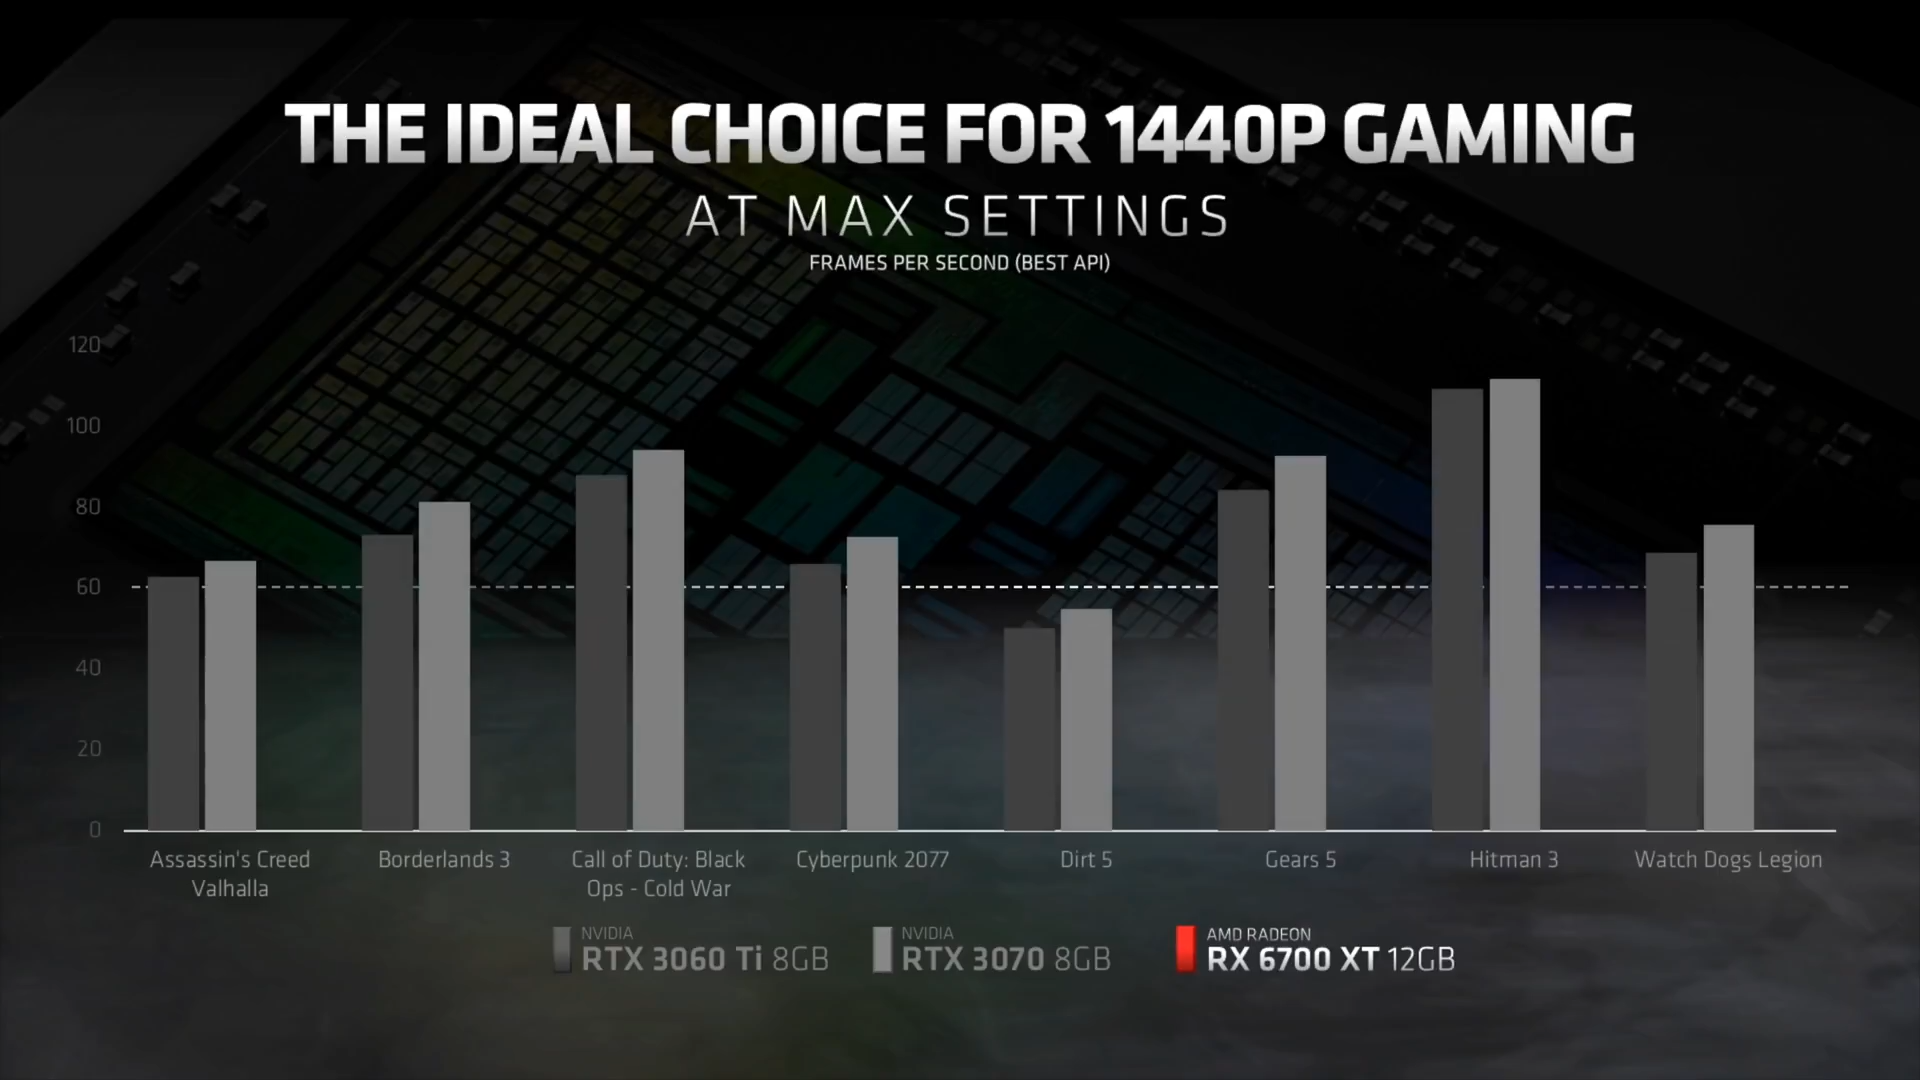 THE IDEAL CHOICE FOR 1440P GAMING
AT MAX SETTINGS
FRAMES PER SECOND (BEST API)
120
100
80
60
40
20
0
Assassin's Creed
Valhalla
Borderlands 3
Call of Duty: Black
Ops - Cold War
Cyberpunk 2077
Dirt 5
Gears 5
Hitman 3
Watch Dogs Legion
NVIDIA
RTX 3060 Ti 8GB
NVIDIA
RTX 3070 8GB
AMD RADEON
RX 6700 XT 12GB